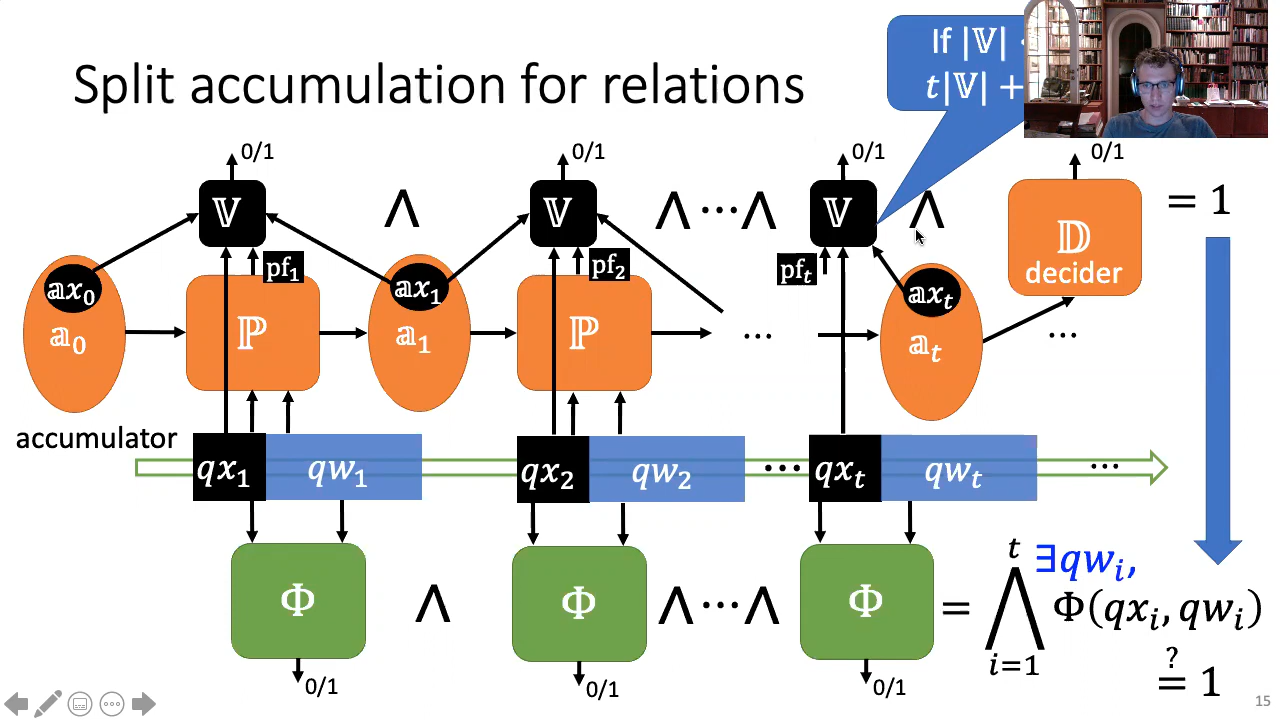 If |𝕍|
t|𝕍| +
Split accumulation for relations
0/1 0/1 0/1 0/1
𝕍 ⋀ 𝕍 ⋀⋯⋀ 𝕍 ⋀ 𝔻 = 1
decider
pf₁ pf₂ pfₜ
𝕒x₀ 𝕒x₁ 𝕒xₜ
𝕒₀ ℙ 𝕒₁ ℙ ⋯ 𝕒ₜ ⋯
accumulator
qx₁ qw₁ qx₂ qw₂ ⋯ qxₜ qwₜ ⋯
Φ ⋀ Φ ⋀⋯⋀ Φ = ⋀ᵢ₌₁ᵗ ∃qwᵢ, Φ(qxᵢ, qwᵢ)
≟ 1
0/1 0/1 0/1
15